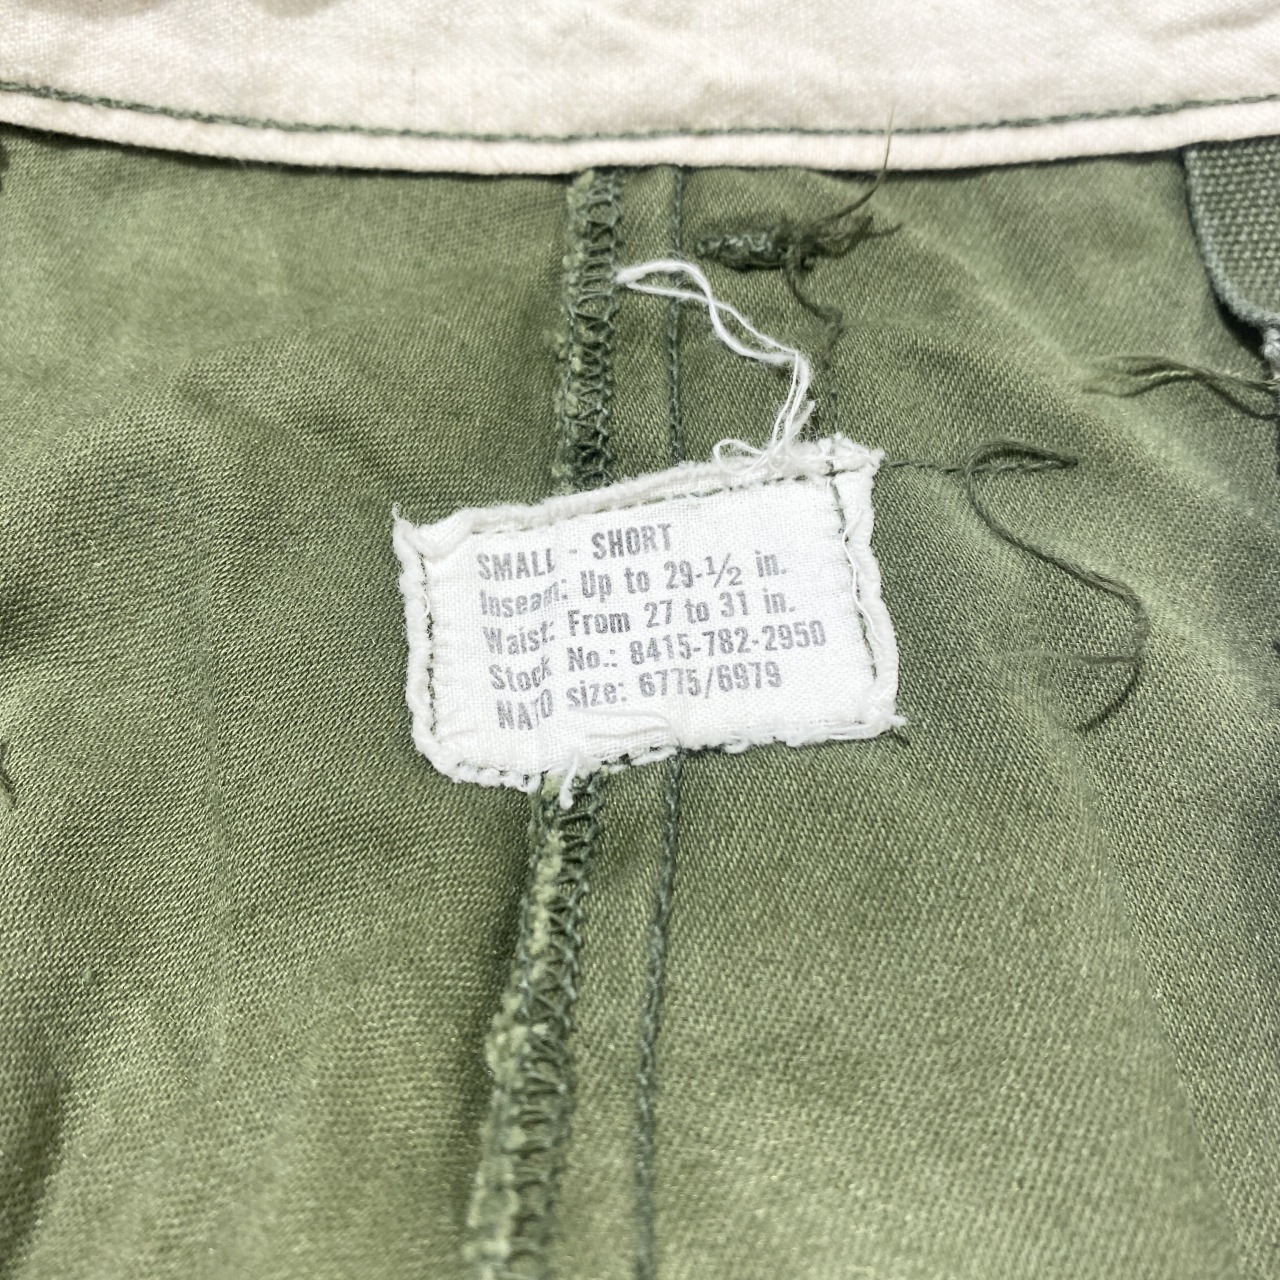 SMALL - SHORT
Inseam: Up to 29-1/2 in.
Waist: From 27 to 31 in.
Stock No.: 8415-782-2950
NATO size: 6775/6979